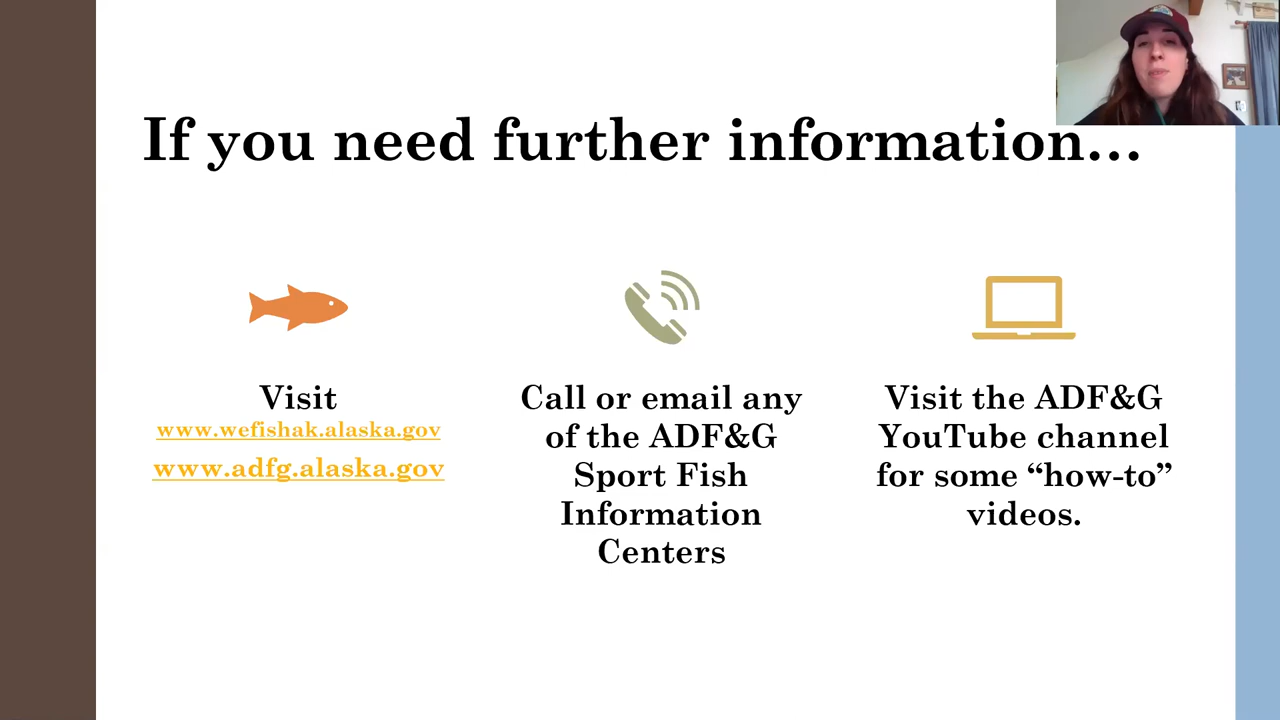 If you need further information...
Visit
www.wefishak.alaska.gov
www.adfg.alaska.gov
Call or email any
of the ADF&G
Sport Fish
Information
Centers
Visit the ADF&G
YouTube channel
for some “how-to”
videos.